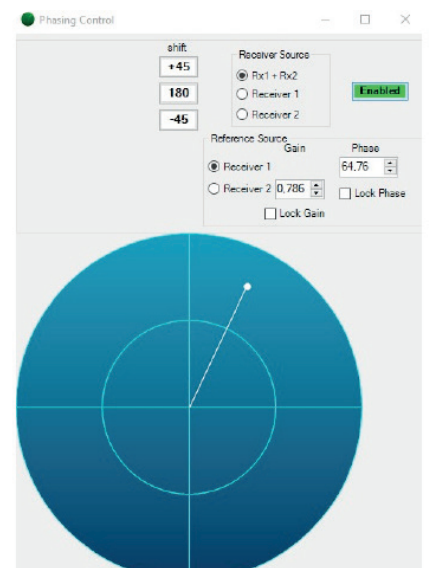 Phasing Control
shift
+45
180
-45
Receiver Source
Rx1 + Rx2
Receiver 1
Receiver 2
Enabled
Reference Source
Gain
Phase
Receiver 1
64.76
Receiver 2
0,786
Lock Phase
Lock Gain